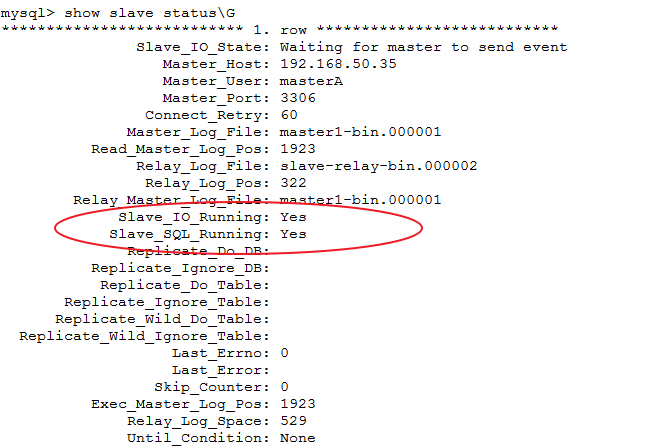 mysql> show slave status\G
*************************** 1. row ***************************
Slave_IO_State: Waiting for master to send event
Master_Host: 192.168.50.35
Master_User: masterA
Master_Port: 3306
Connect_Retry: 60
Master_Log_File: master1-bin.000001
Read_Master_Log_Pos: 1923
Relay_Log_File: slave-relay-bin.000002
Relay_Log_Pos: 322
Relay_Master_Log_File: master1-bin.000001
Slave_IO_Running: Yes
Slave_SQL_Running: Yes
Replicate_Do_DB:
Replicate_Ignore_DB:
Replicate_Do_Table:
Replicate_Ignore_Table:
Replicate_Wild_Do_Table:
Replicate_Wild_Ignore_Table:
Last_Errno: 0
Last_Error:
Skip_Counter: 0
Exec_Master_Log_Pos: 1923
Relay_Log_Space: 529
Until_Condition: None